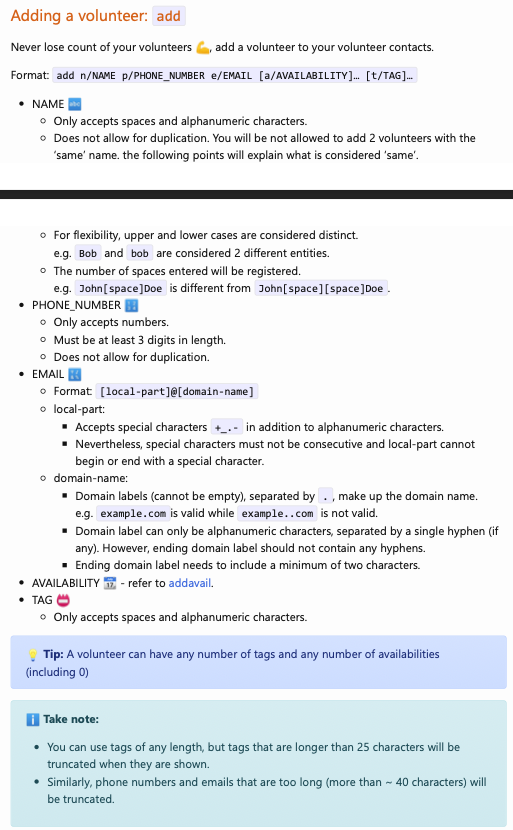 Adding a volunteer: add
Never lose count of your volunteers 💪, add a volunteer to your volunteer contacts.
Format: add n/NAME p/PHONE_NUMBER e/EMAIL [a/AVAILABILITY]… [t/TAG]…
• NAME 🔤
◦ Only accepts spaces and alphanumeric characters.
◦ Does not allow for duplication. You will be not allowed to add 2 volunteers with the
‘same’ name. the following points will explain what is considered ‘same’.
◦ For flexibility, upper and lower cases are considered distinct.
e.g. Bob and bob are considered 2 different entities.
◦ The number of spaces entered will be registered.
e.g. John[space]Doe is different from John[space][space]Doe.
• PHONE_NUMBER 🔢
◦ Only accepts numbers.
◦ Must be at least 3 digits in length.
◦ Does not allow for duplication.
• EMAIL 🔣
◦ Format: [local-part]@[domain-name]
◦ local-part:
▪ Accepts special characters +_.- in addition to alphanumeric characters.
▪ Nevertheless, special characters must not be consecutive and local-part cannot
begin or end with a special character.
◦ domain-name:
▪ Domain labels (cannot be empty), separated by ., make up the domain name.
e.g. example.com is valid while example..com is not valid.
▪ Domain label can only be alphanumeric characters, separated by a single hyphen (if
any). However, ending domain label should not contain any hyphens.
▪ Ending domain label needs to include a minimum of two characters.
• AVAILABILITY 📆 - refer to addavail.
• TAG 📛
◦ Only accepts spaces and alphanumeric characters.
💡 Tip: A volunteer can have any number of tags and any number of availabilities
(including 0)
ℹ️ Take note:
• You can use tags of any length, but tags that are longer than 25 characters will be
truncated when they are shown.
• Similarly, phone numbers and emails that are too long (more than ~ 40 characters) will
be truncated.